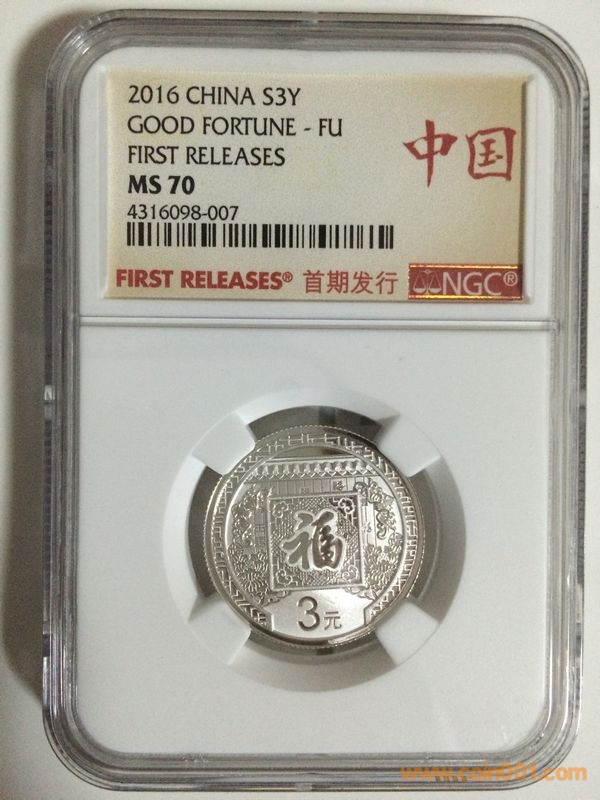 2016 CHINA S3Y
GOOD FORTUNE - FU
FIRST RELEASES
MS 70
4316098-007
中国
FIRST RELEASES® 首期发行 NGC®
福
3元
www.coin001.com